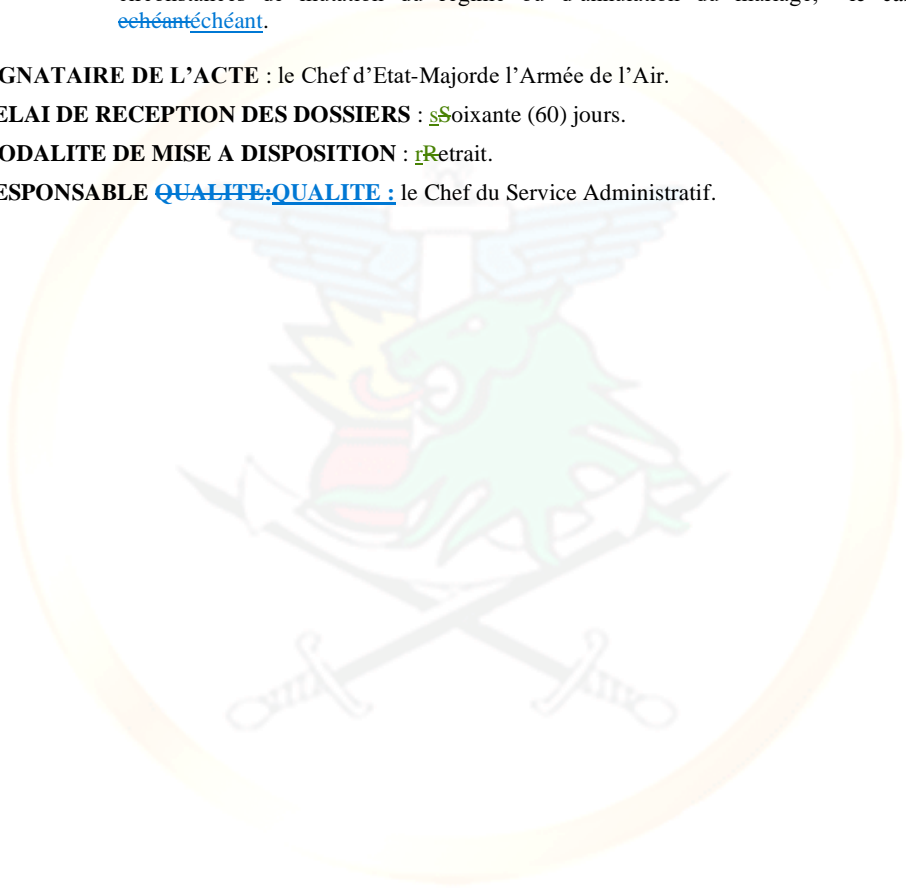 echéantéchéant.
GNATAIRE DE L’ACTE : le Chef d’Etat-Majorde l’Armée de l’Air.
ELAI DE RECEPTION DES DOSSIERS : sSoixante (60) jours.
ODALITE DE MISE A DISPOSITION : rRetrait.
ESPONSABLE QUALITE:QUALITE : le Chef du Service Administratif.